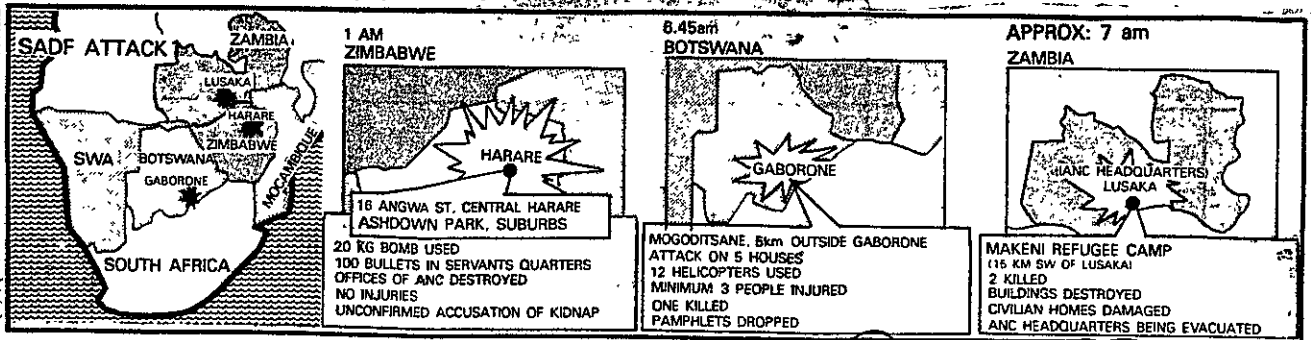 SADF ATTACK
ZAMBIA
LUSAKA
HARARE
ZIMBABWE
SWA
BOTSWANA
GABORONE
MOCAMBIQUE
SOUTH AFRICA
1 AM
ZIMBABWE
HARARE
16 ANGWA ST, CENTRAL HARARE
ASHDOWN PARK, SUBURBS
20 KG BOMB USED
100 BULLETS IN SERVANTS QUARTERS
OFFICES OF ANC DESTROYED
NO INJURIES
UNCONFIRMED ACCUSATION OF KIDNAP
6.45am
BOTSWANA
GABORONE
MOGODITSANE, 5km OUTSIDE GABORONE
ATTACK ON 5 HOUSES
12 HELICOPTERS USED
MINIMUM 3 PEOPLE INJURED
ONE KILLED
PAMPHLETS DROPPED
APPROX: 7 am
ZAMBIA
(ANC HEADQUARTERS)
LUSAKA
MAKENI REFUGEE CAMP
(15 KM SW OF LUSAKA)
2 KILLED
BUILDINGS DESTROYED
CIVILIAN HOMES DAMAGED
ANC HEADQUARTERS BEING EVACUATED